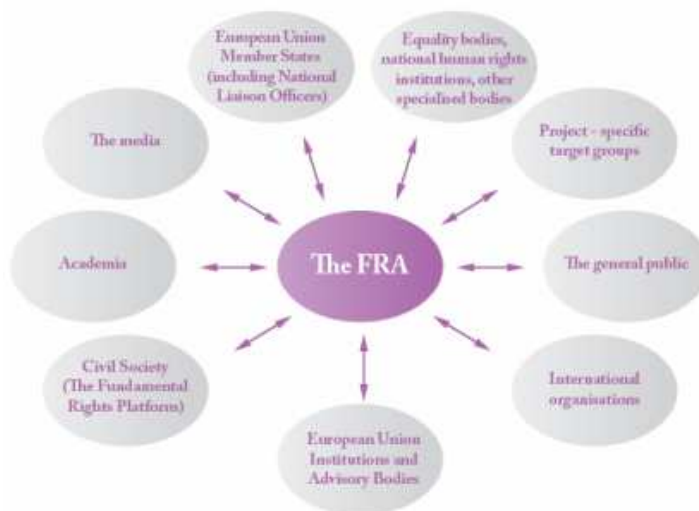 European Union
Member States
(including National
Liaison Officers)
Equality bodies,
national human rights
institutions, other
specialised bodies
The media
Project - specific
target groups
Academia
The FRA
The general public
Civil Society
(The Fundamental
Rights Platform)
International
organisations
European Union
Institutions and
Advisory Bodies